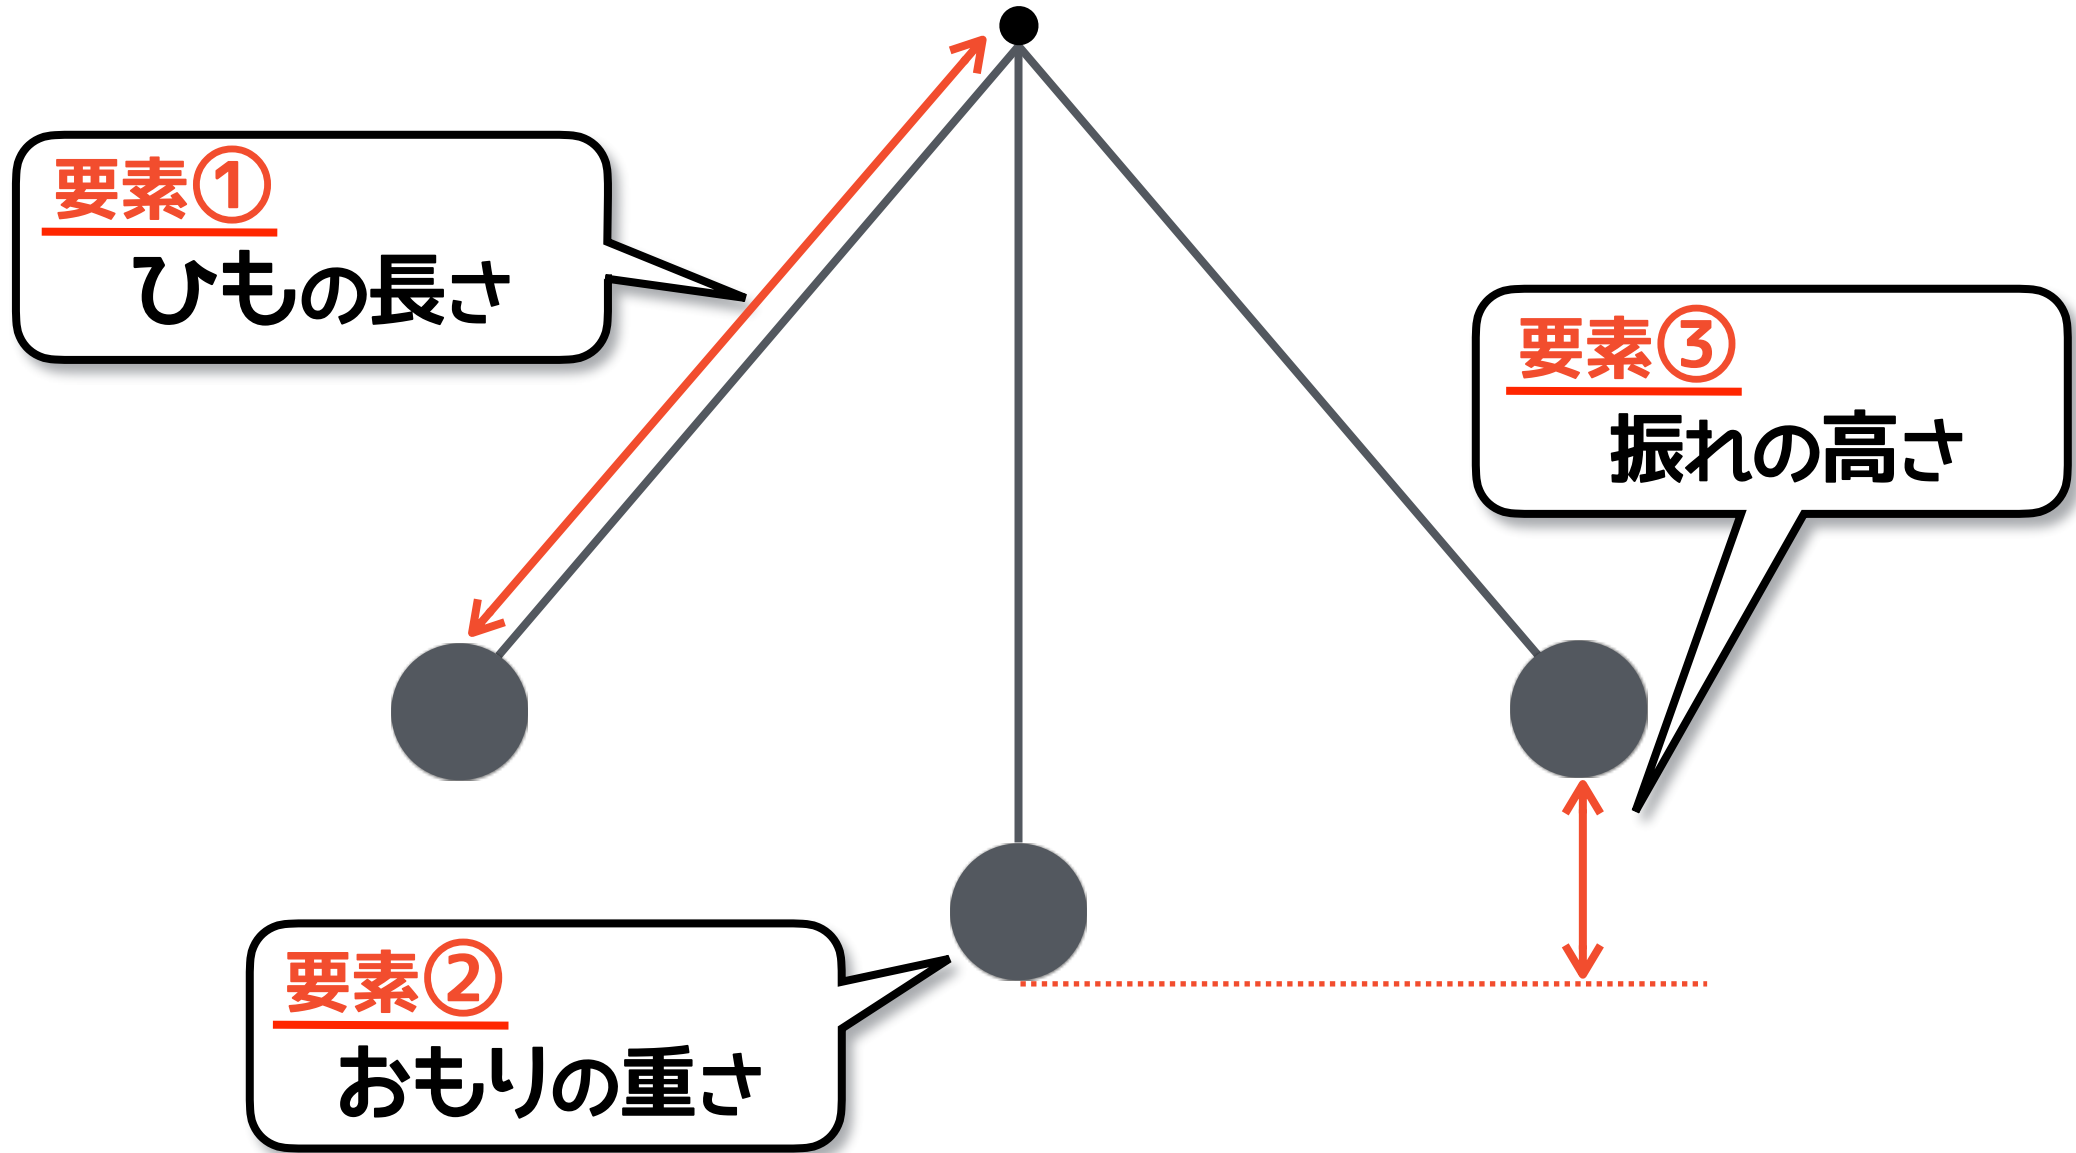 要素①
ひもの長さ
要素③
振れの高さ
要素②
おもりの重さ